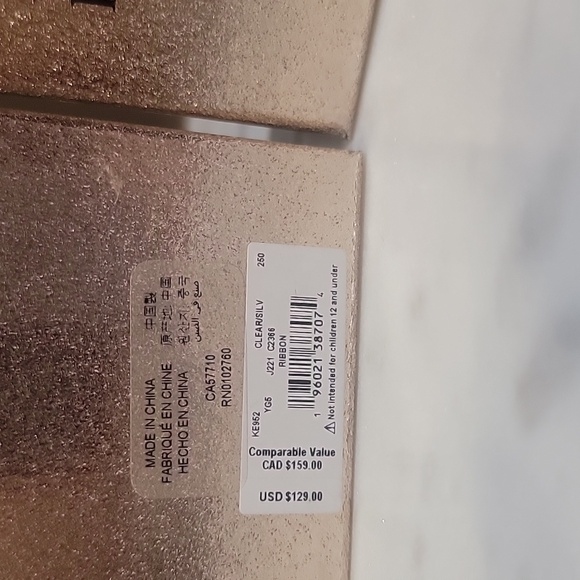 MADE IN CHINA 中国製
FABRIQUÉ EN CHINE 原产地 中国
HECHO EN CHINA 원산지 중국
صنع في الصين
CA57710
RN0102760
KE952 CLEAR/SILV 250
YG5 J221 C2366
RIBBON
1 96021 38707 4
Not intended for children 12 and under
Comparable Value
CAD $159.00
USD $129.00